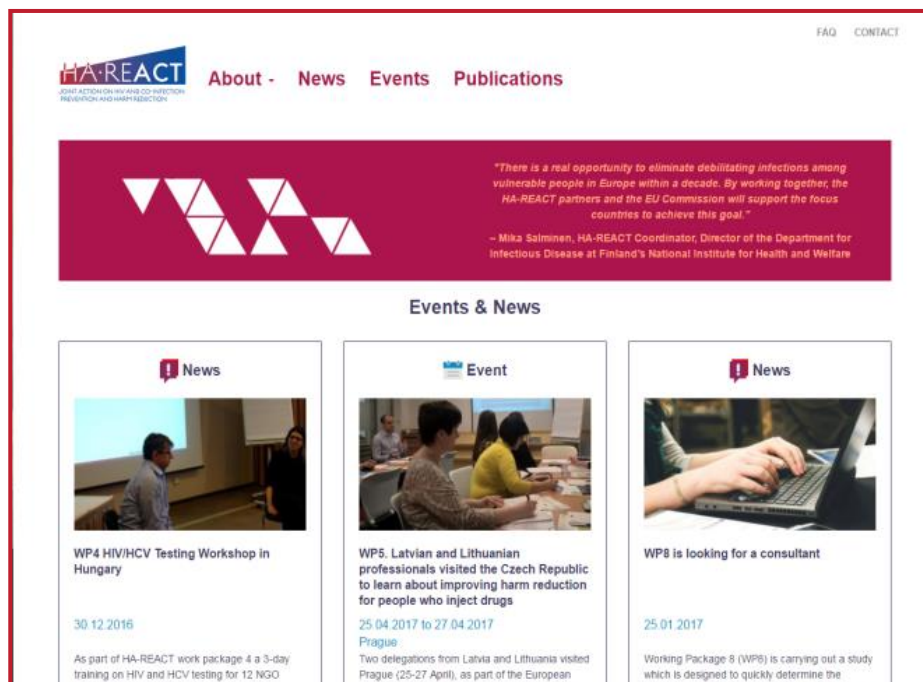 FAQ CONTACT
HA·REACT
JOINT ACTION ON HIV AND CO-INFECTION
PREVENTION AND HARM REDUCTION
About - News Events Publications
"There is a real opportunity to eliminate debilitating infections among
vulnerable people in Europe within a decade. By working together, the
HA-REACT partners and the EU Commission will support the focus
countries to achieve this goal."
– Mika Salminen, HA-REACT Coordinator, Director of the Department for
Infectious Disease at Finland's National Institute for Health and Welfare
Events & News
News
WP4 HIV/HCV Testing Workshop in
Hungary
30.12.2016
As part of HA-REACT work package 4 a 3-day
training on HIV and HCV testing for 12 NGO
Event
WP5. Latvian and Lithuanian
professionals visited the Czech Republic
to learn about improving harm reduction
for people who inject drugs
25.04.2017 to 27.04.2017
Prague
Two delegations from Latvia and Lithuania visited
Prague (25-27 April), as part of the European
News
WP8 is looking for a consultant
25.01.2017
Working Package 8 (WP8) is carrying out a study
which is designed to quickly determine the